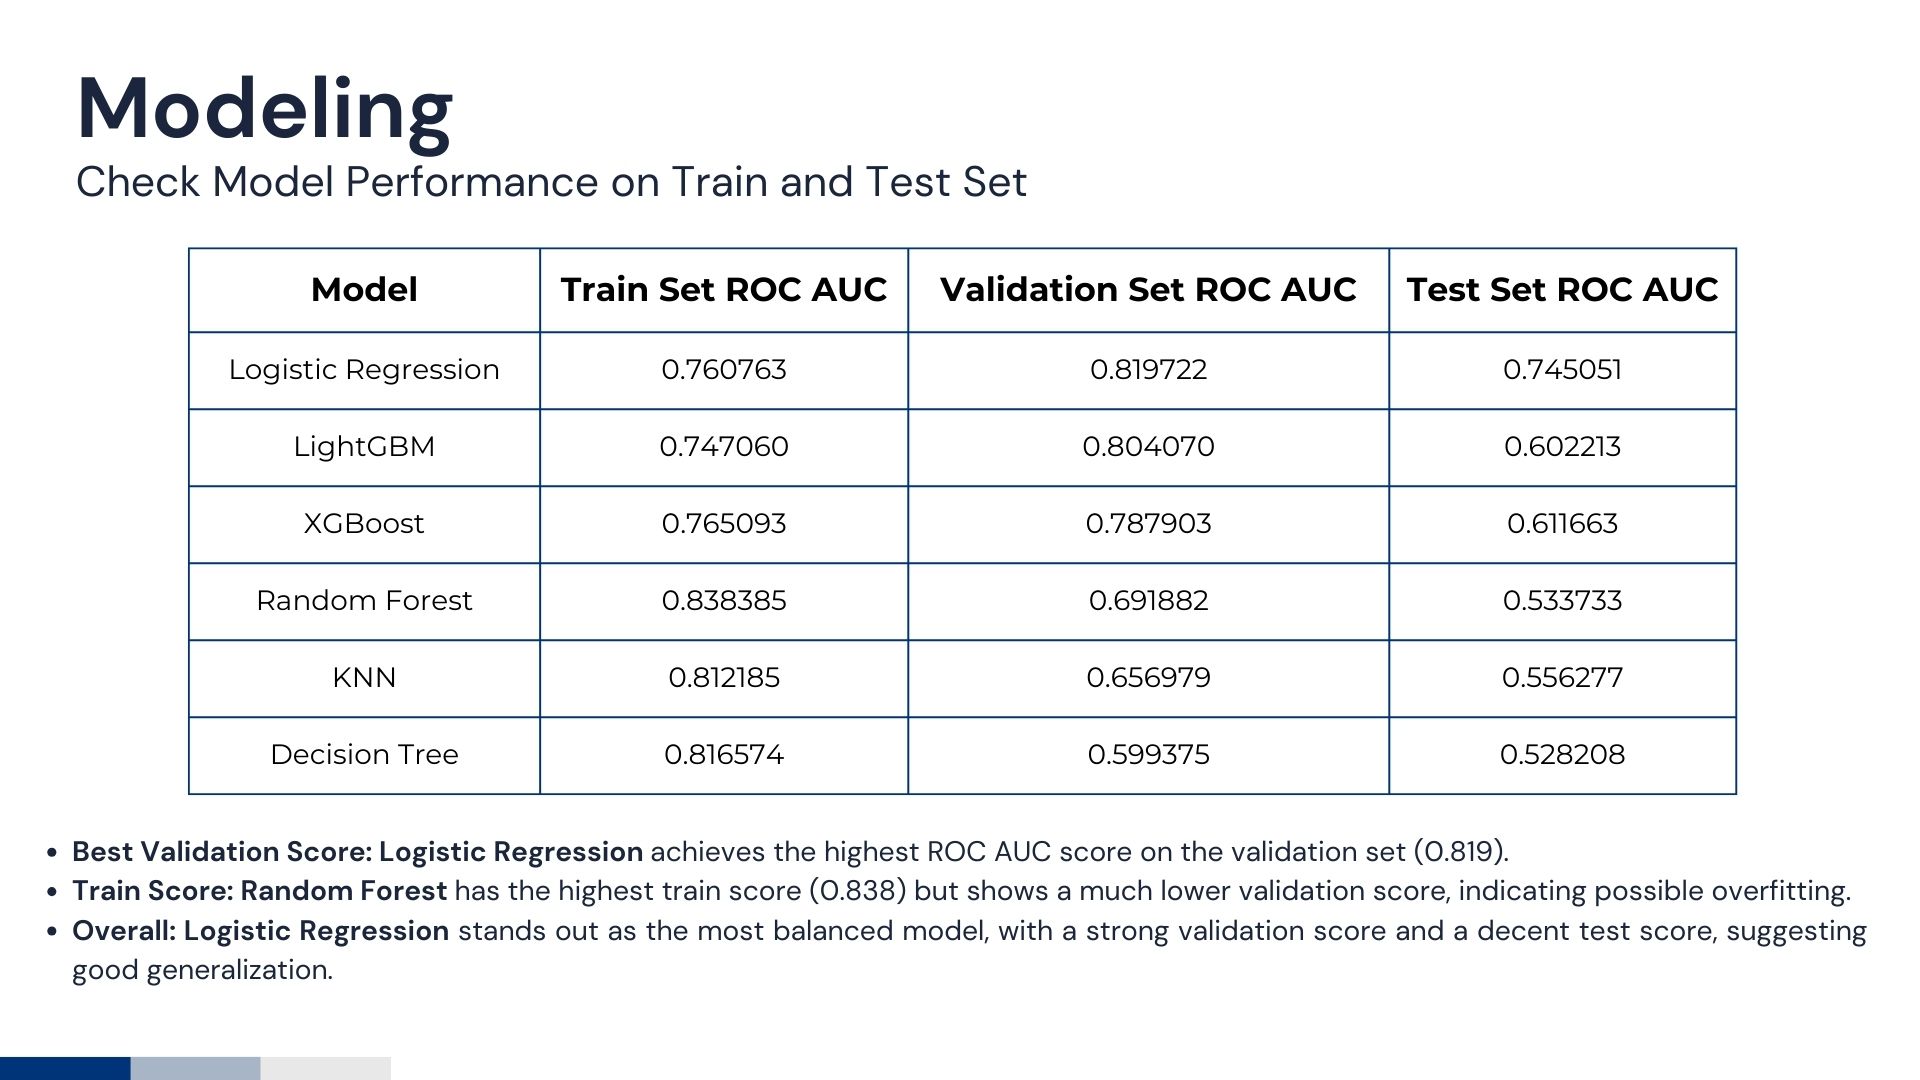 Modeling
Check Model Performance on Train and Test Set
Model Train Set ROC AUC Validation Set ROC AUC Test Set ROC AUC
Logistic Regression 0.760763 0.819722 0.745051
LightGBM 0.747060 0.804070 0.602213
XGBoost 0.765093 0.787903 0.611663
Random Forest 0.838385 0.691882 0.533733
KNN 0.812185 0.656979 0.556277
Decision Tree 0.816574 0.599375 0.528208
• Best Validation Score: Logistic Regression achieves the highest ROC AUC score on the validation set (0.819).
• Train Score: Random Forest has the highest train score (0.838) but shows a much lower validation score, indicating possible overfitting.
• Overall: Logistic Regression stands out as the most balanced model, with a strong validation score and a decent test score, suggesting
good generalization.